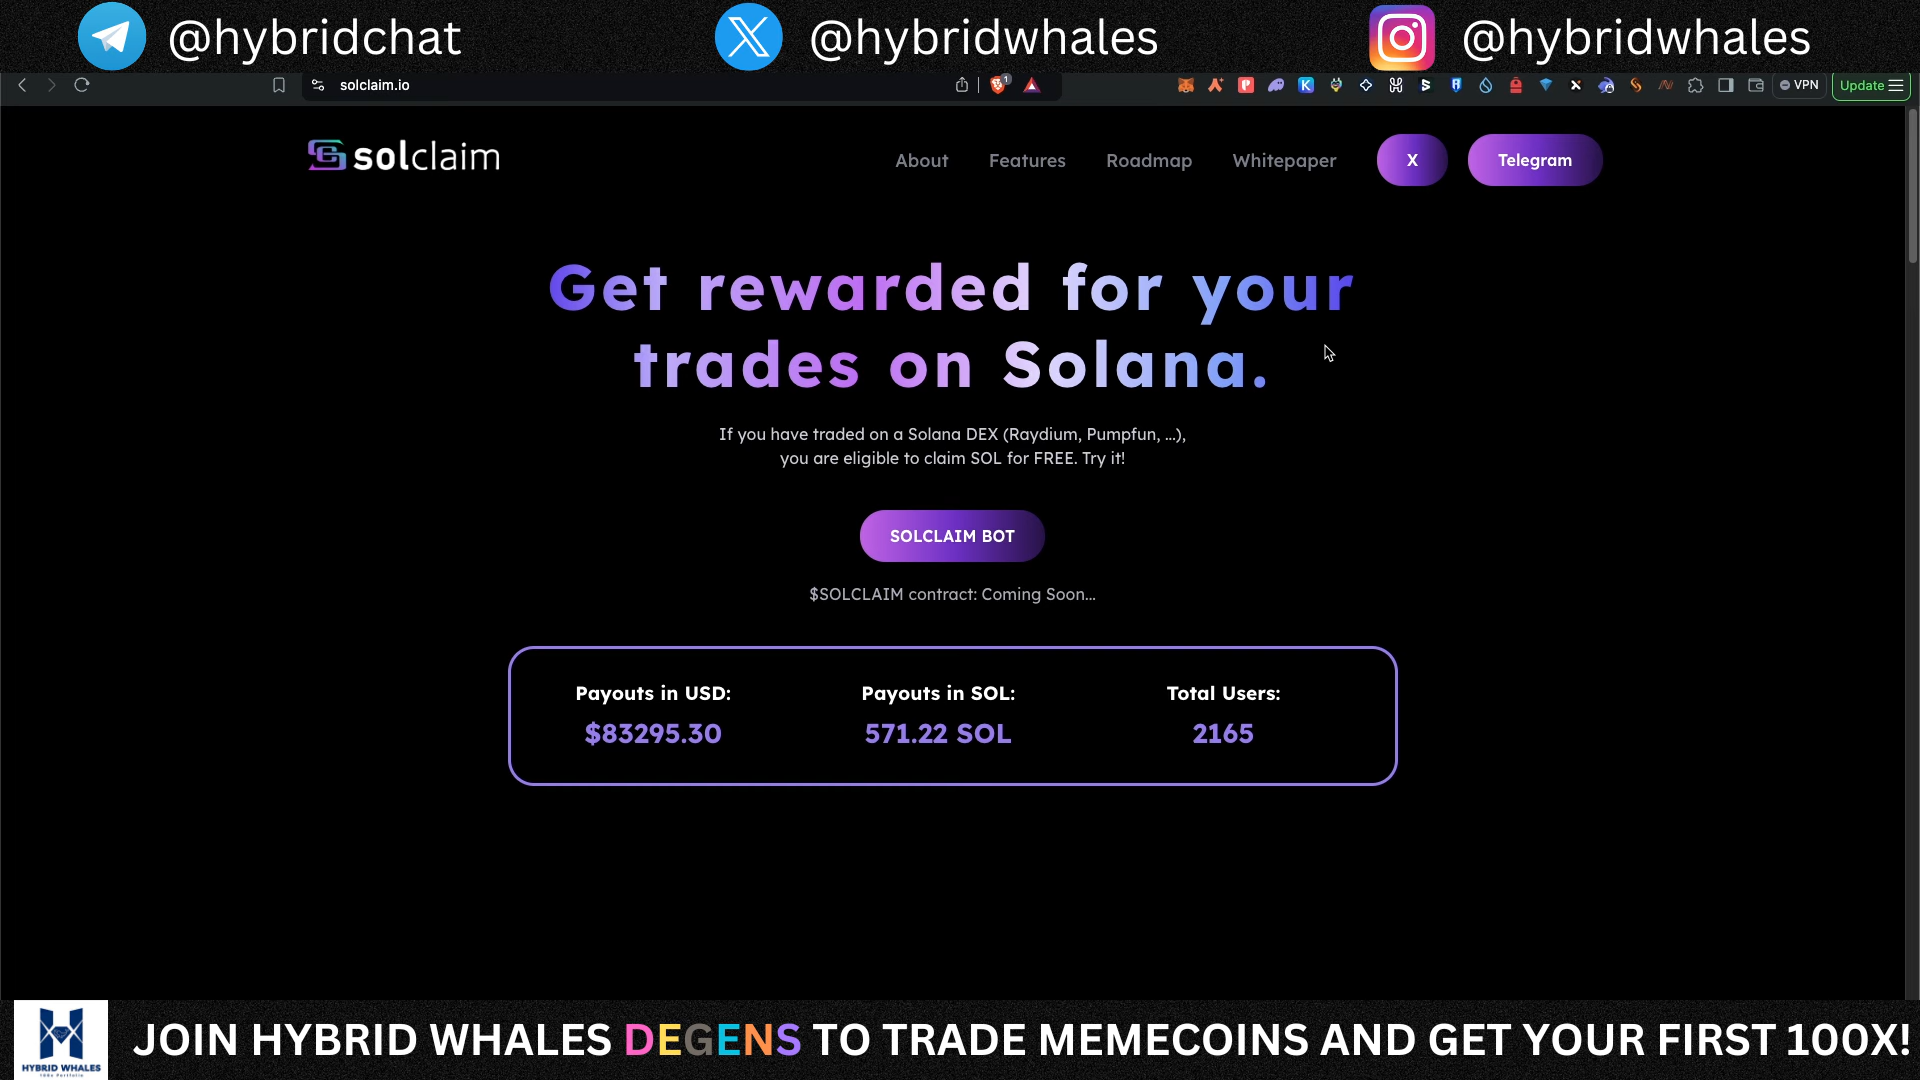 @hybridchat
@hybridwhales
@hybridwhales
solclaim.io
1
VPN
Update
solclaim
About
Features
Roadmap
Whitepaper
X
Telegram
Get rewarded for your
trades on Solana.
If you have traded on a Solana DEX (Raydium, Pumpfun, ...),
you are eligible to claim SOL for FREE. Try it!
SOLCLAIM BOT
$SOLCLAIM contract: Coming Soon...
Payouts in USD:
$83295.30
Payouts in SOL:
571.22 SOL
Total Users:
2165
HYBRID WHALES
100x Portfolio
JOIN HYBRID WHALES DEGENS TO TRADE MEMECOINS AND GET YOUR FIRST 100X!